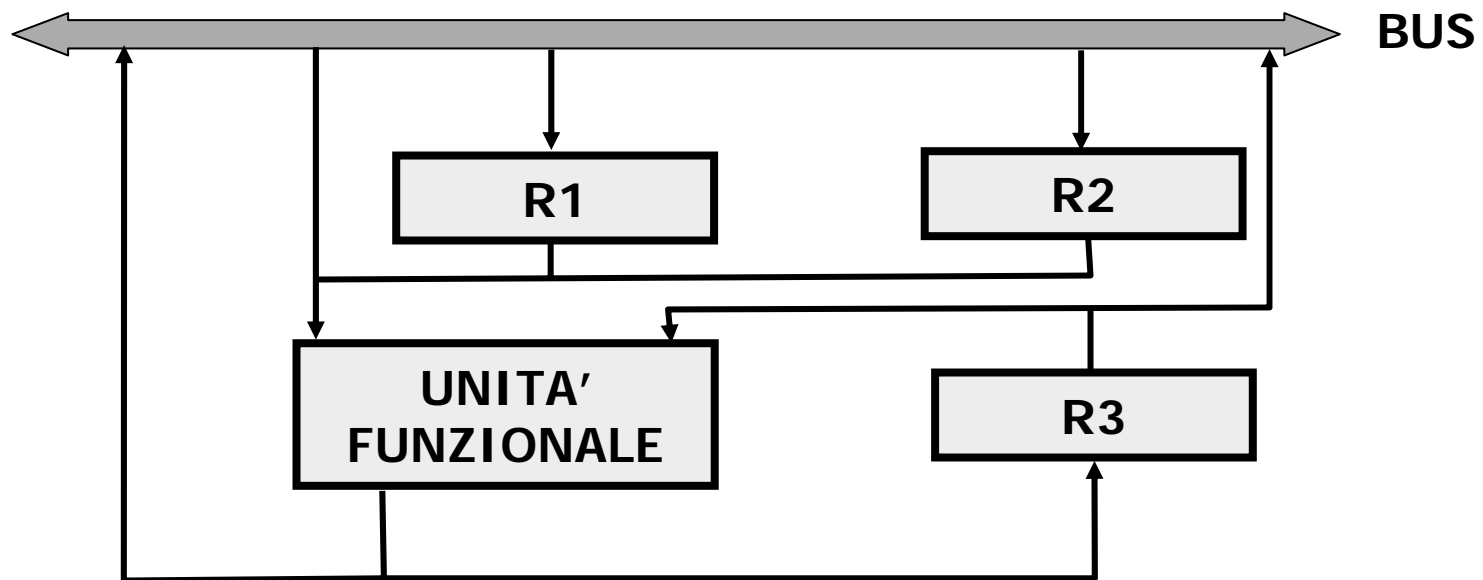 BUS
R1
R2
UNITA’
FUNZIONALE
R3